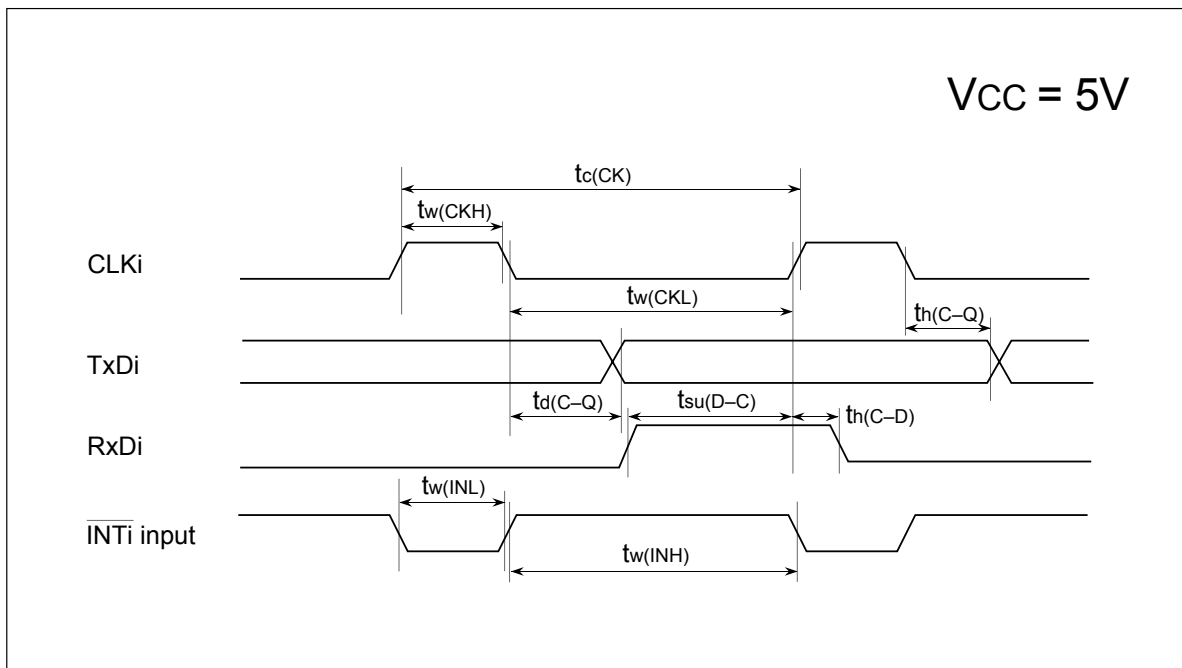 VCC = 5V
tc(CK)
tw(CKH)
CLKi
tw(CKL)
th(C–Q)
TxDi
td(C–Q)
tsu(D–C)
th(C–D)
RxDi
tw(INL)
INTi input
tw(INH)